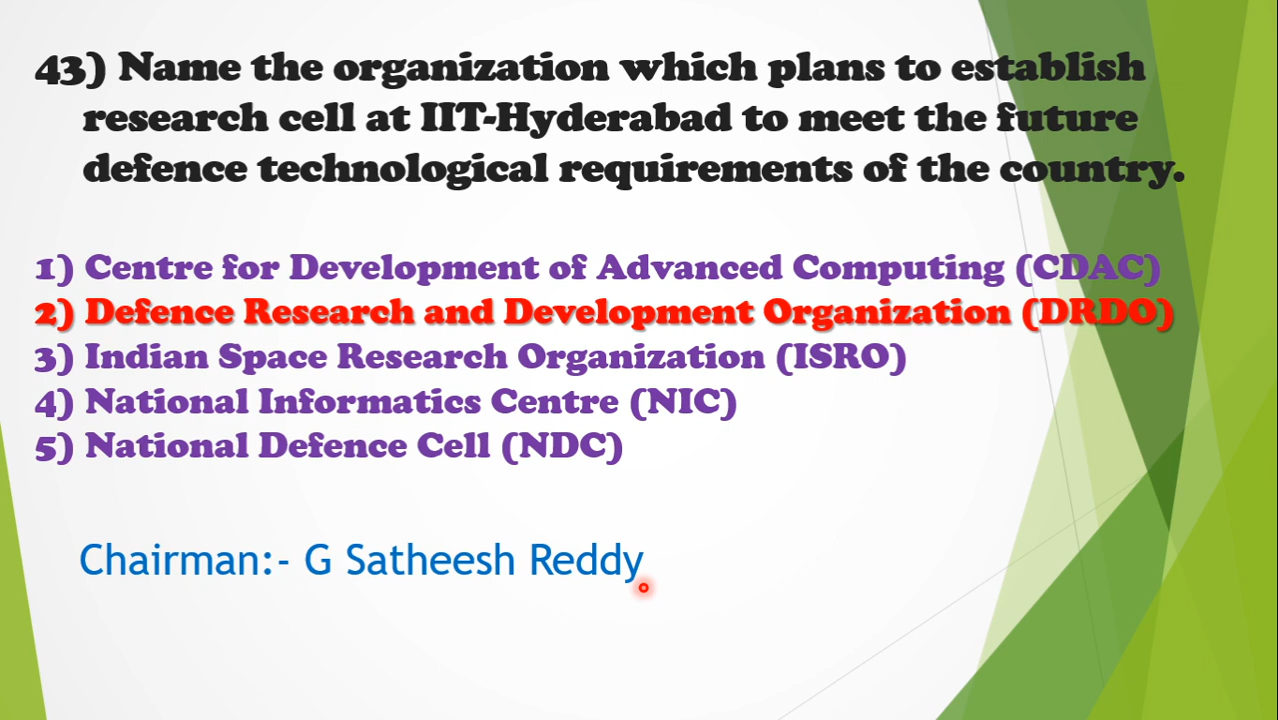 43) Name the organization which plans to establish
research cell at IIT-Hyderabad to meet the future
defence technological requirements of the country.
1) Centre for Development of Advanced Computing (CDAC)
2) Defence Research and Development Organization (DRDO)
3) Indian Space Research Organization (ISRO)
4) National Informatics Centre (NIC)
5) National Defence Cell (NDC)
Chairman:- G Satheesh Reddy